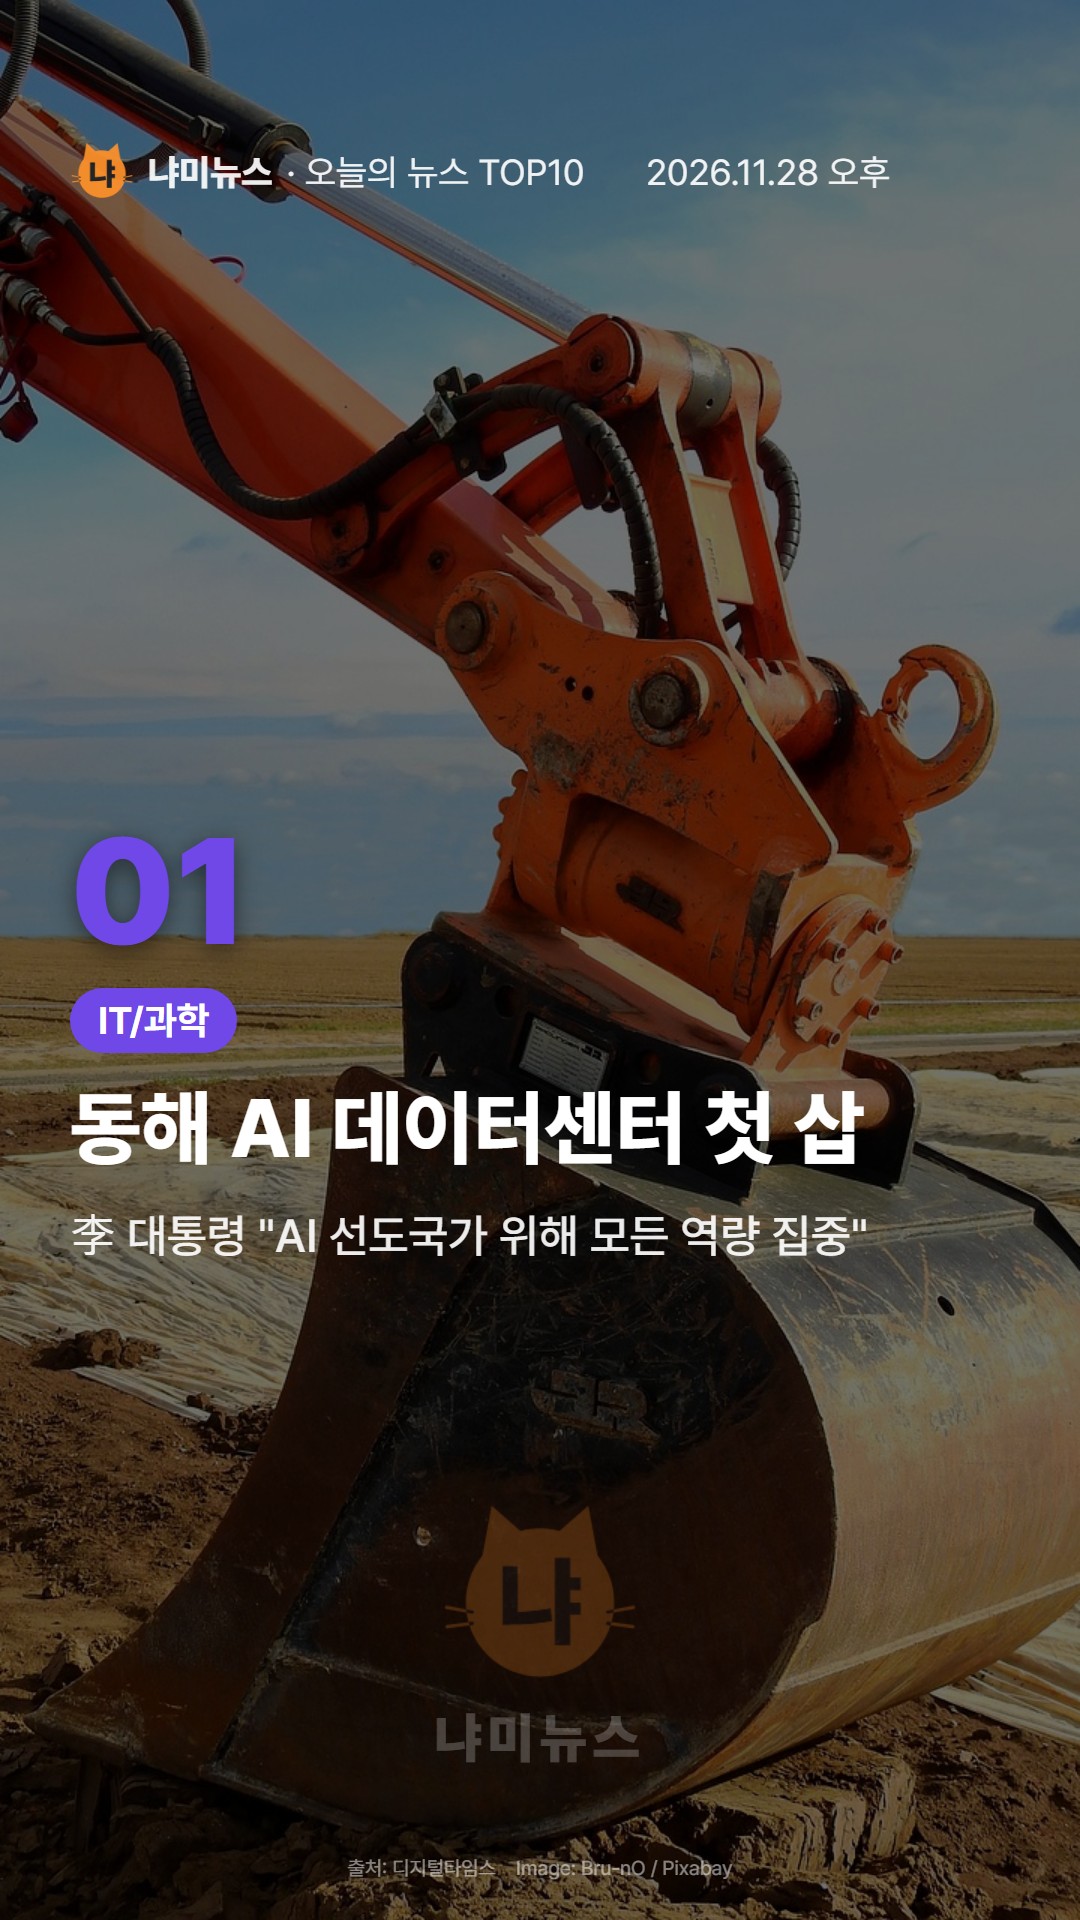 냐 냐미뉴스 · 오늘의 뉴스 TOP10 2026.11.28 오후
01
IT/과학
동해 AI 데이터센터 첫 삽
李 대통령 "AI 선도국가 위해 모든 역량 집중"
냐
냐미뉴스
출처: 디지털타임스 Image: Bru-nO / Pixabay